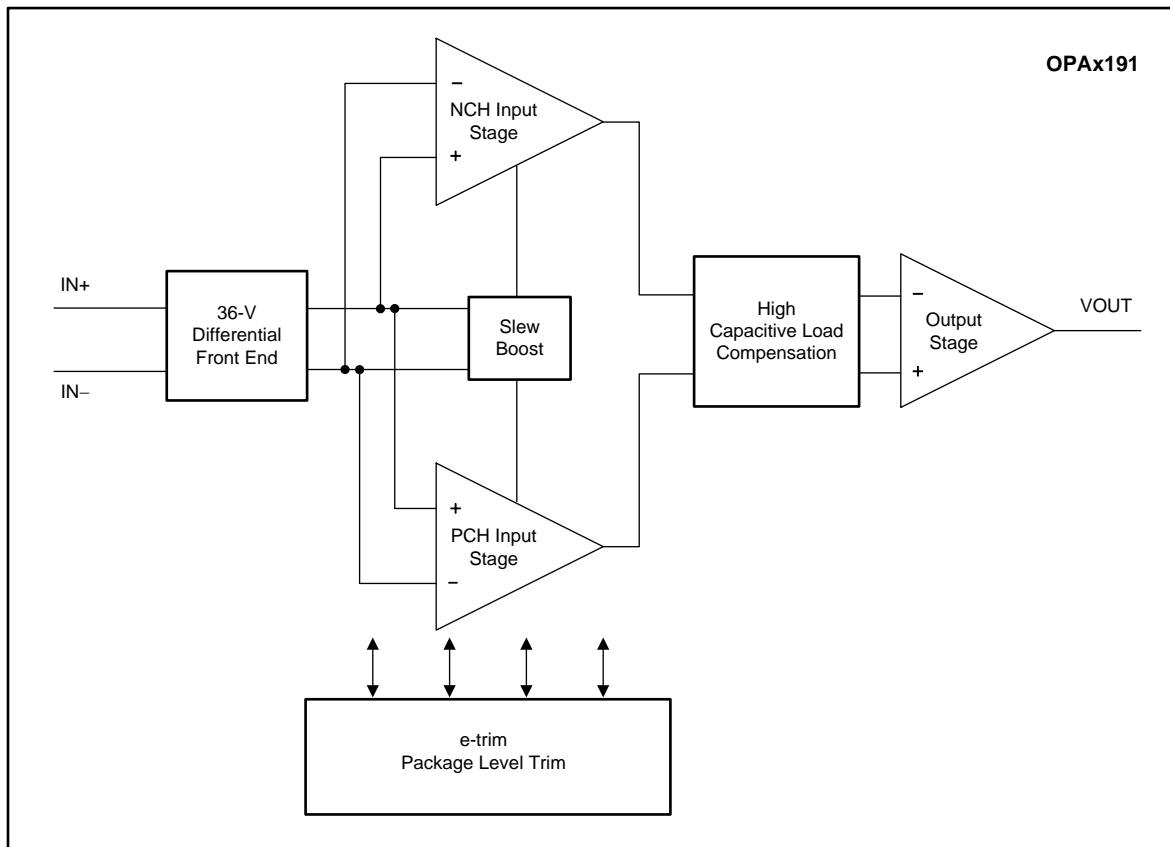 OPAx191
−
NCH Input
Stage
+
IN+
IN−
36-V
Differential
Front End
Slew
Boost
High
Capacitive Load
Compensation
−
Output
Stage
+
VOUT
+
PCH Input
Stage
−
e-trim
Package Level Trim